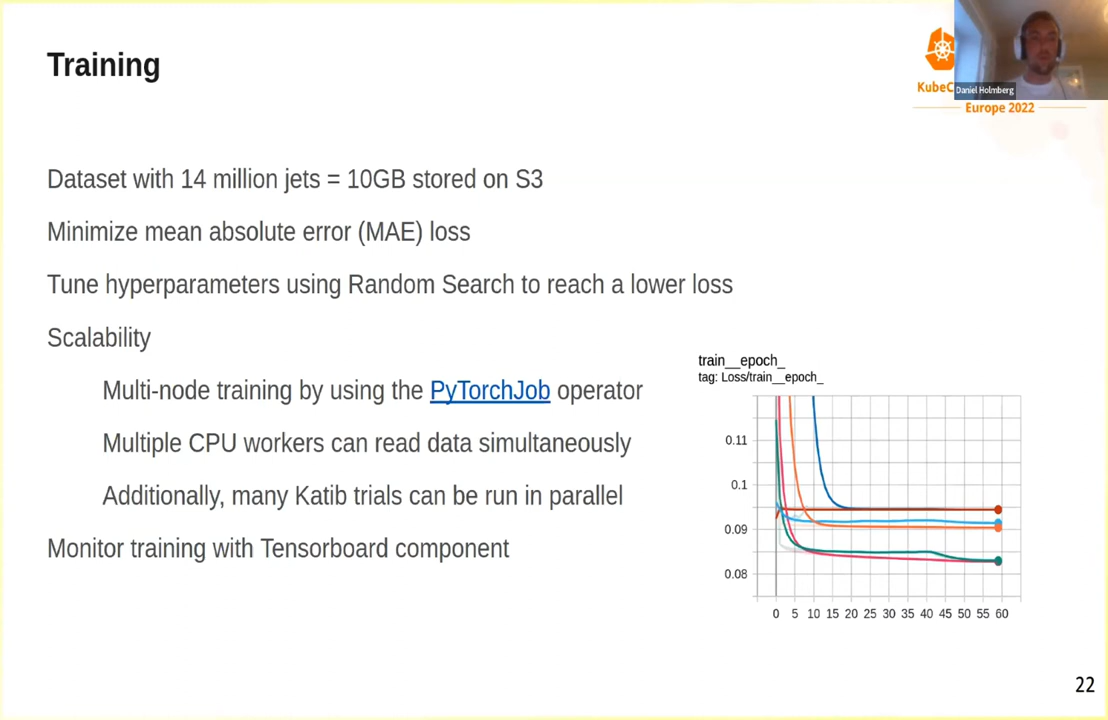 Training
KubeC
Daniel Holmberg
Europe 2022
Dataset with 14 million jets = 10GB stored on S3
Minimize mean absolute error (MAE) loss
Tune hyperparameters using Random Search to reach a lower loss
Scalability
Multi-node training by using the PyTorchJob operator
Multiple CPU workers can read data simultaneously
Additionally, many Katib trials can be run in parallel
Monitor training with Tensorboard component
train__epoch_
tag: Loss/train__epoch_
0.11
0.1
0.09
0.08
0 5 10 15 20 25 30 35 40 45 50 55 60
22